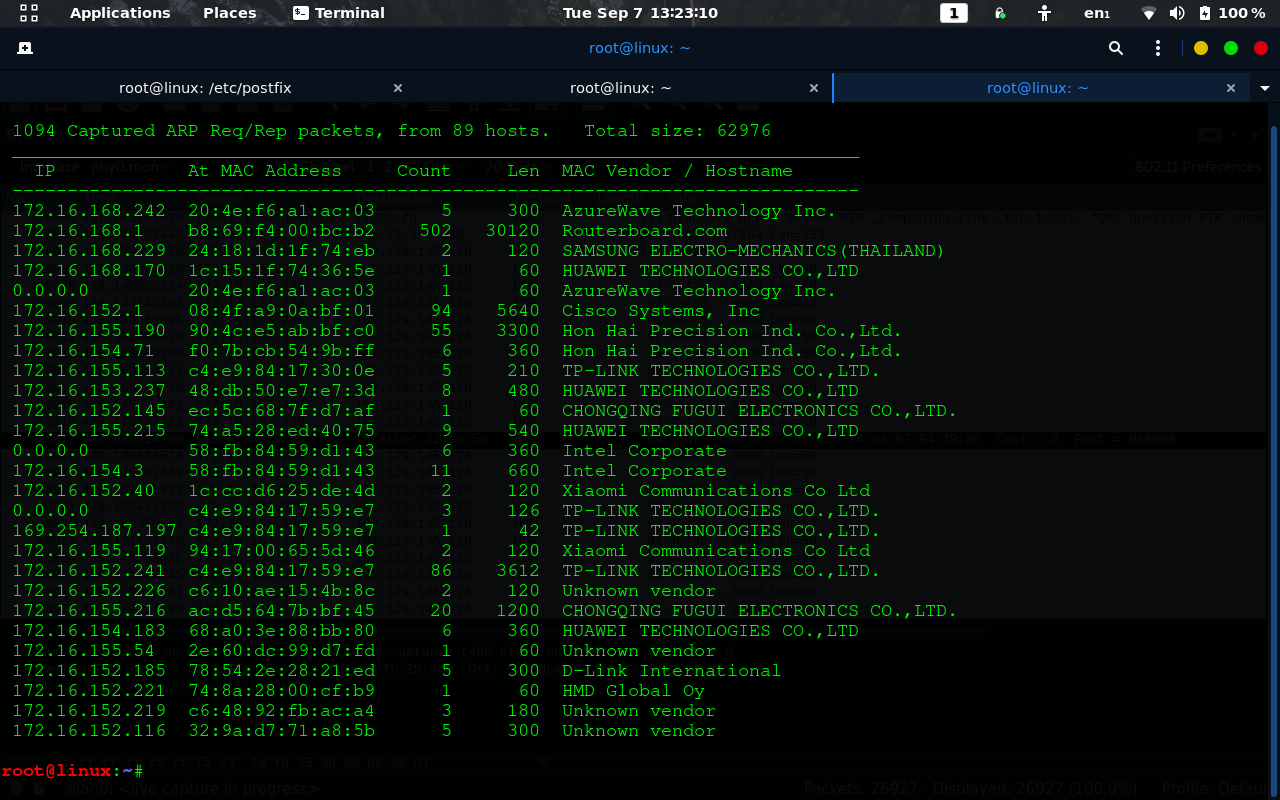 Applications Places Terminal Tue Sep 7 13:23:10 1 en₁ 100 %
root@linux: ~
root@linux: /etc/postfix × root@linux: ~ × root@linux: ~ ×
1094 Captured ARP Req/Rep packets, from 89 hosts. Total size: 62976
_____________________________________________________________________________
IP At MAC Address Count Len MAC Vendor / Hostname
-----------------------------------------------------------------------------
172.16.168.242 20:4e:f6:a1:ac:03 5 300 AzureWave Technology Inc.
172.16.168.1 b8:69:f4:00:bc:b2 502 30120 Routerboard.com
172.16.168.229 24:18:1d:1f:74:eb 2 120 SAMSUNG ELECTRO-MECHANICS(THAILAND)
172.16.168.170 1c:15:1f:74:36:5e 1 60 HUAWEI TECHNOLOGIES CO.,LTD
0.0.0.0 20:4e:f6:a1:ac:03 1 60 AzureWave Technology Inc.
172.16.152.1 08:4f:a9:0a:bf:01 94 5640 Cisco Systems, Inc
172.16.155.190 90:4c:e5:ab:bf:c0 55 3300 Hon Hai Precision Ind. Co.,Ltd.
172.16.154.71 f0:7b:cb:54:9b:ff 6 360 Hon Hai Precision Ind. Co.,Ltd.
172.16.155.113 c4:e9:84:17:30:0e 5 210 TP-LINK TECHNOLOGIES CO.,LTD.
172.16.153.237 48:db:50:e7:e7:3d 8 480 HUAWEI TECHNOLOGIES CO.,LTD
172.16.152.145 ec:5c:68:7f:d7:af 1 60 CHONGQING FUGUI ELECTRONICS CO.,LTD.
172.16.155.215 74:a5:28:ed:40:75 9 540 HUAWEI TECHNOLOGIES CO.,LTD
0.0.0.0 58:fb:84:59:d1:43 6 360 Intel Corporate
172.16.154.3 58:fb:84:59:d1:43 11 660 Intel Corporate
172.16.152.40 1c:cc:d6:25:de:4d 2 120 Xiaomi Communications Co Ltd
0.0.0.0 c4:e9:84:17:59:e7 3 126 TP-LINK TECHNOLOGIES CO.,LTD.
169.254.187.197 c4:e9:84:17:59:e7 1 42 TP-LINK TECHNOLOGIES CO.,LTD.
172.16.155.119 94:17:00:65:5d:46 2 120 Xiaomi Communications Co Ltd
172.16.152.241 c4:e9:84:17:59:e7 86 3612 TP-LINK TECHNOLOGIES CO.,LTD.
172.16.152.226 c6:10:ae:15:4b:8c 2 120 Unknown vendor
172.16.155.216 ac:d5:64:7b:bf:45 20 1200 CHONGQING FUGUI ELECTRONICS CO.,LTD.
172.16.154.183 68:a0:3e:88:bb:80 6 360 HUAWEI TECHNOLOGIES CO.,LTD
172.16.155.54 2e:60:dc:99:d7:fd 1 60 Unknown vendor
172.16.152.185 78:54:2e:28:21:ed 5 300 D-Link International
172.16.152.221 74:8a:28:00:cf:b9 1 60 HMD Global Oy
172.16.152.219 c6:48:92:fb:ac:a4 3 180 Unknown vendor
172.16.152.116 32:9a:d7:71:a8:5b 5 300 Unknown vendor
root@linux:~#
wlan0: <live capture in progress> Packets: 26927 · Displayed: 26927 (100.0%) Profile: Default